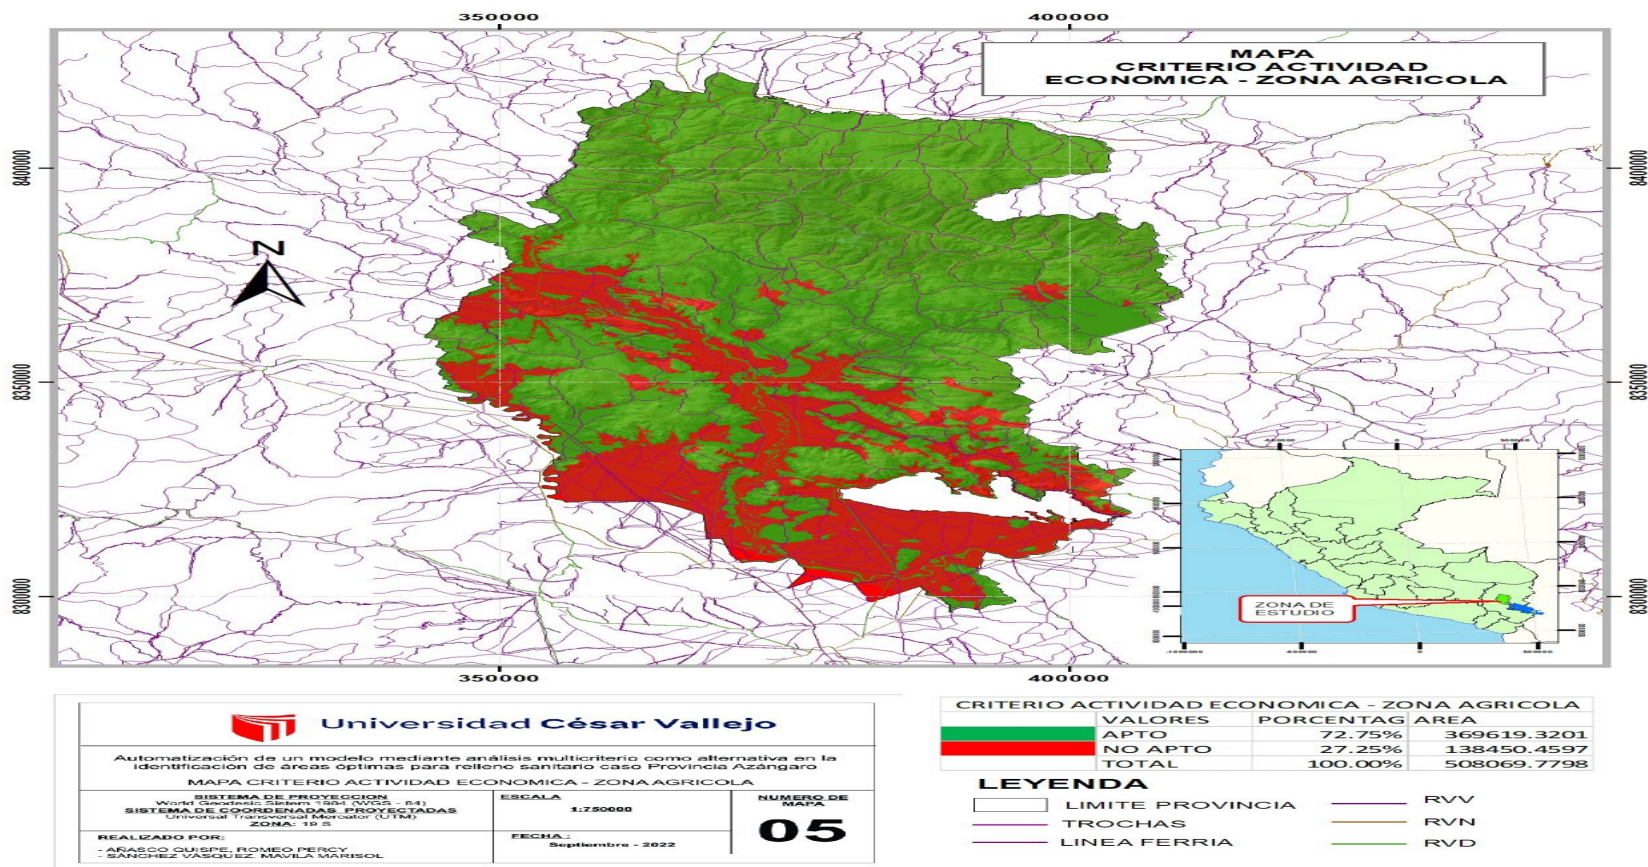 350000
400000
MAPA
CRITERIO ACTIVIDAD
ECONOMICA - ZONA AGRICOLA
8400000
8400000
N
8350000
8350000
8300000
8300000
ZONA DE
ESTUDIO
350000
400000
Universidad César Vallejo
Automatización de un modelo mediante análisis multicriterio como alternativa en la
identificación de áreas óptimas para relleno sanitario caso Provincia Azángaro
MAPA CRITERIO ACTIVIDAD ECONOMICA - ZONA AGRICOLA
SISTEMA DE PROYECCION
World Geodesic Sistem 1984 (WGS - 84)
SISTEMA DE COORDENADAS PROYECTADAS
Universal Transversal Mercator (UTM)
ZONA: 19 S
ESCALA
1:750000
NUMERO DE
MAPA
05
REALIZADO POR:
- AÑASCO QUISPE, ROMEO PERCY
- SÁNCHEZ VÁSQUEZ, MAVILA MARISOL
FECHA :
Septiembre - 2022
CRITERIO ACTIVIDAD ECONOMICA - ZONA AGRICOLA
VALORES PORCENTAG AREA
APTO 72.75% 369619.3201
NO APTO 27.25% 138450.4597
TOTAL 100.00% 508069.7798
LEYENDA
LIMITE PROVINCIA
TROCHAS
LINEA FERRIA
RVV
RVN
RVD